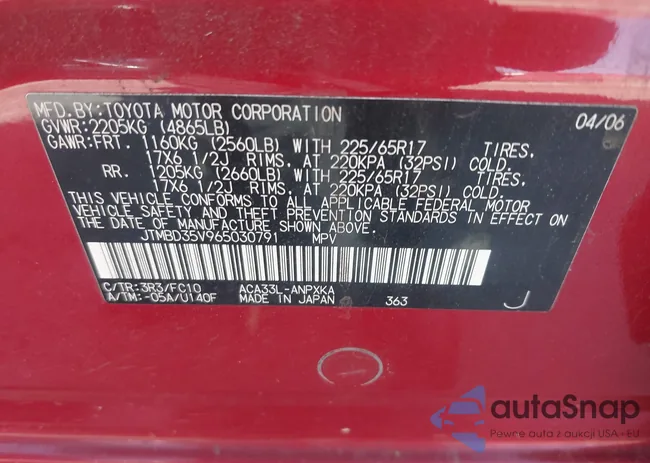 MFD.BY:TOYOTA MOTOR CORPORATION 04/06
GVWR:2205KG (4865LB)
GAWR:FRT. 1160KG (2560LB) WITH 225/65R17 TIRES,
17X6 1/2J RIMS, AT 220KPA (32PSI) COLD.
RR. 1205KG (2660LB) WITH 225/65R17 TIRES,
17X6 1/2J RIMS, AT 220KPA (32PSI) COLD.
THIS VEHICLE CONFORMS TO ALL APPLICABLE FEDERAL MOTOR
VEHICLE SAFETY AND THEFT PREVENTION STANDARDS IN EFFECT ON
THE DATE OF MANUFACTURE SHOWN ABOVE.
JTMBD35V965030791 MPV
C/TR:3R3/FC10 ACA33L-ANPXKA
A/TM:-05A/U140F MADE IN JAPAN 363 J
autaSnap
Pewne auta z aukcji USA - EU